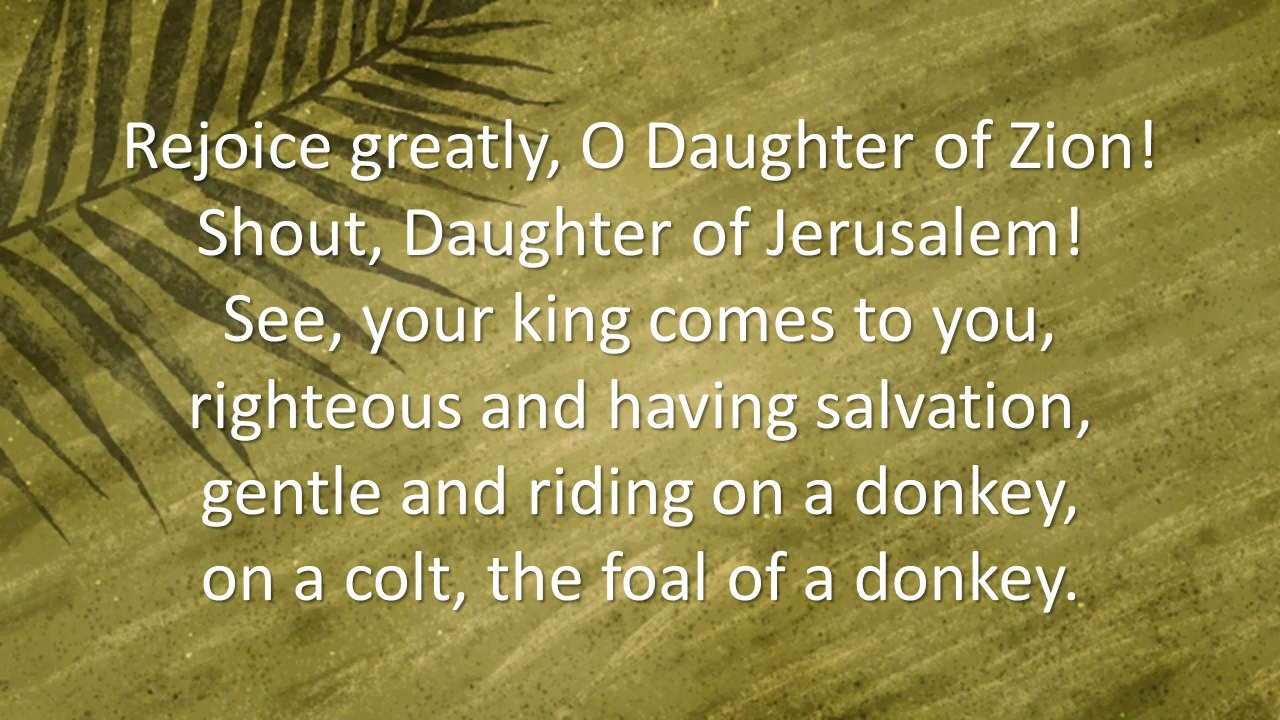 Rejoice greatly, O Daughter of Zion!
Shout, Daughter of Jerusalem!
See, your king comes to you,
righteous and having salvation,
gentle and riding on a donkey,
on a colt, the foal of a donkey.